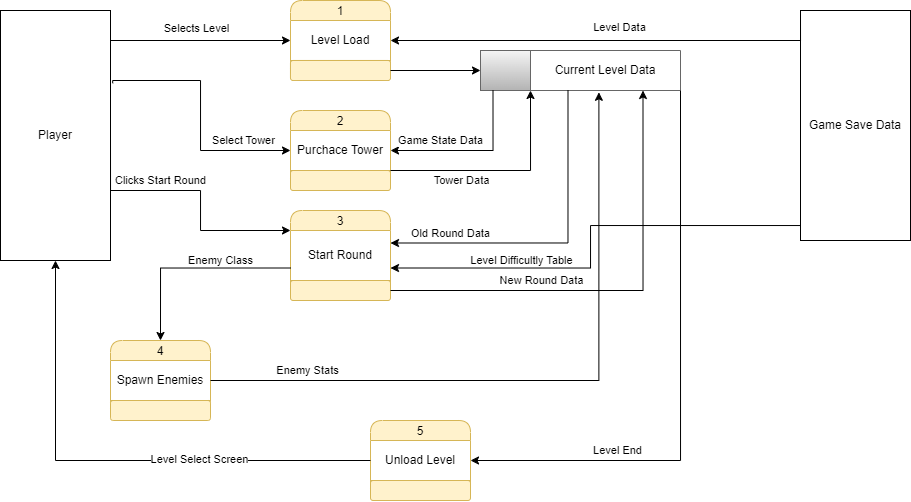 1
Selects Level
Level Data
Level Load
Current Level Data
2
Player
Game Save Data
Select Tower
Purchace Tower
Game State Data
Tower Data
Clicks Start Round
3
Old Round Data
Start Round
Enemy Class
Level Difficultly Table
New Round Data
4
Enemy Stats
Spawn Enemies
5
Level End
Level Select Screen
Unload Level